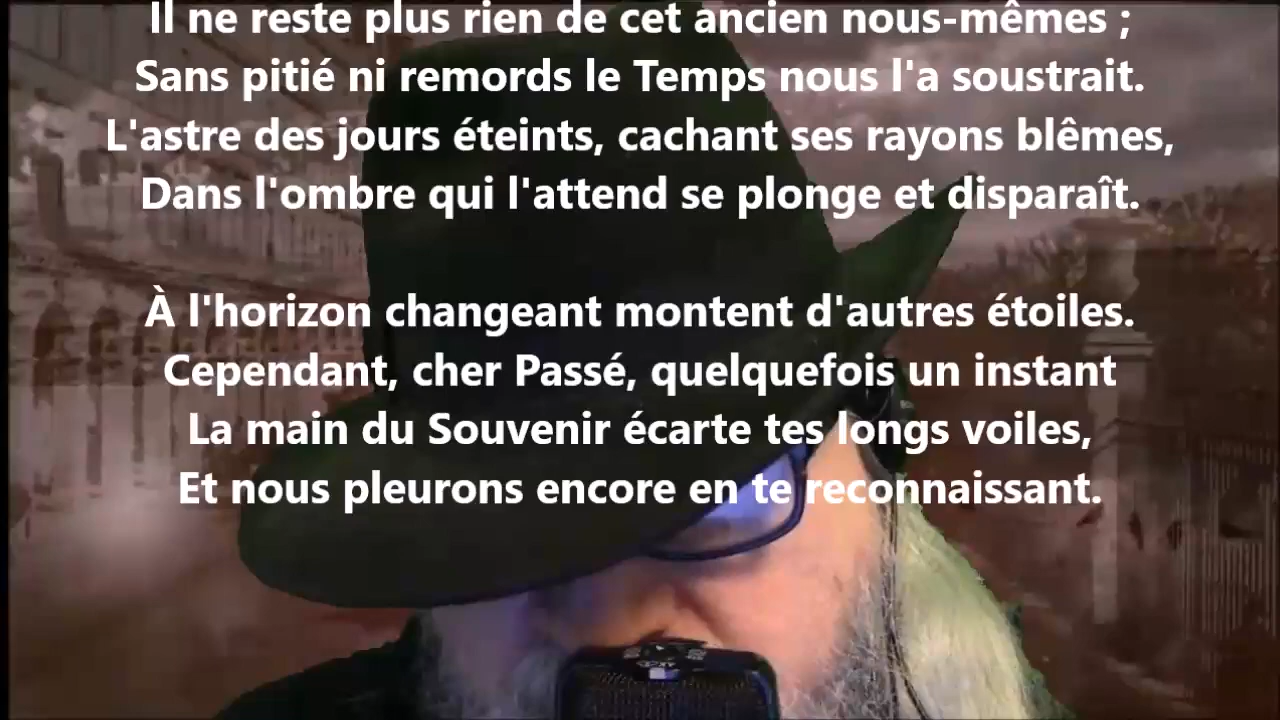 Il ne reste plus rien de cet ancien nous-mêmes ;
Sans pitié ni remords le Temps nous l'a soustrait.
L'astre des jours éteints, cachant ses rayons blêmes,
Dans l'ombre qui l'attend se plonge et disparaît.
À l'horizon changeant montent d'autres étoiles.
Cependant, cher Passé, quelquefois un instant
La main du Souvenir écarte tes longs voiles,
Et nous pleurons encore en te reconnaissant.